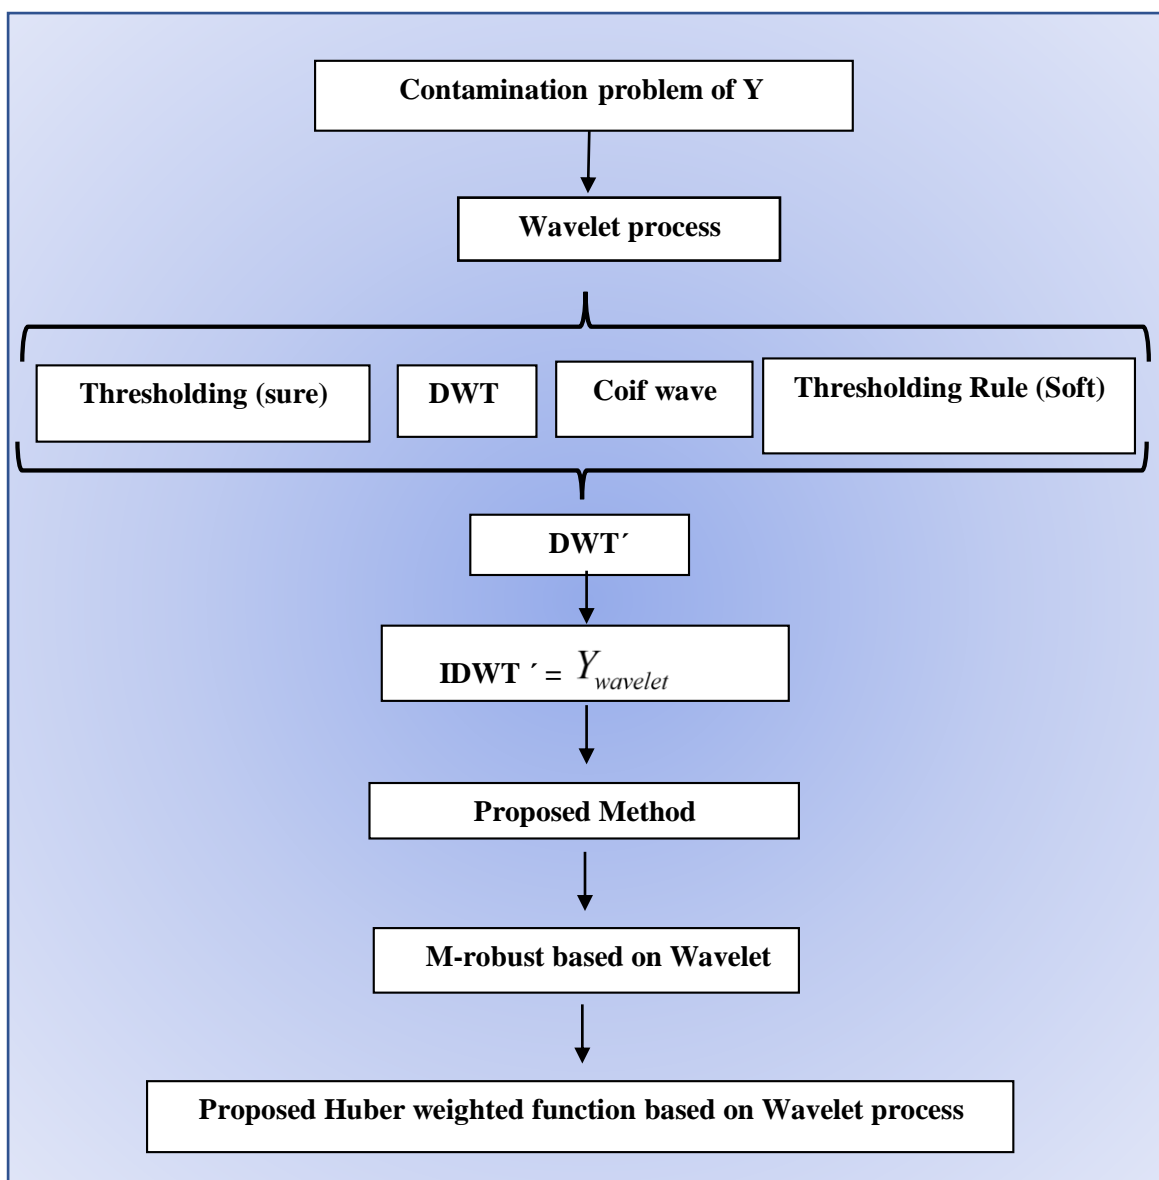 Contamination problem of Y
Wavelet process
Thresholding (sure)
DWT
Coif wave
Thresholding Rule (Soft)
DWT´
IDWT ´ = Y_wavelet
Proposed Method
M-robust based on Wavelet
Proposed Huber weighted function based on Wavelet process